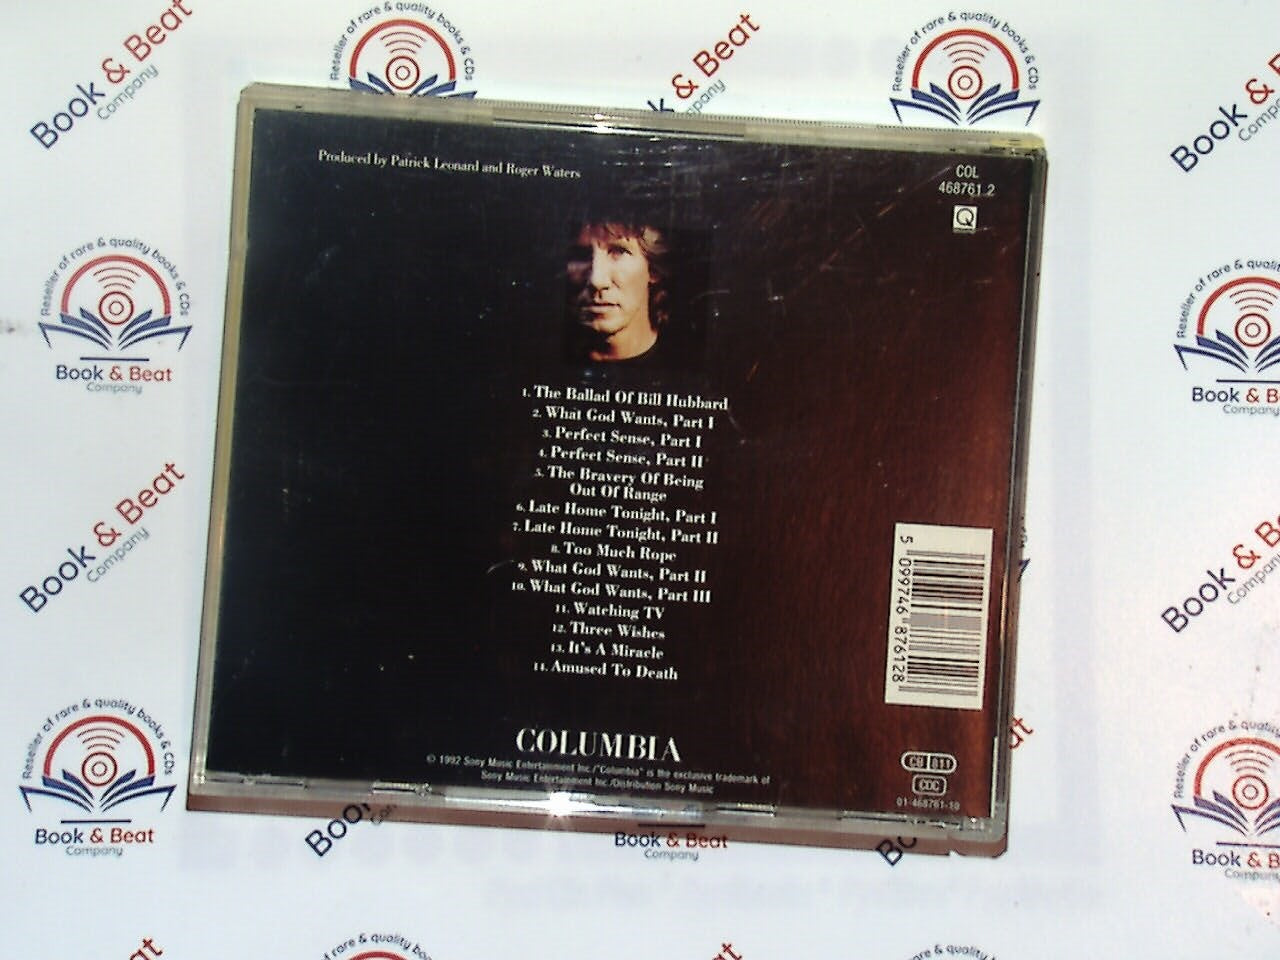 Produced by Patrick Leonard and Roger Waters
COL
468761 2
Q
1. The Ballad Of Bill Hubbard
2. What God Wants, Part I
3. Perfect Sense, Part I
4. Perfect Sense, Part II
5. The Bravery Of Being
Out Of Range
6. Late Home Tonight, Part I
7. Late Home Tonight, Part II
8. Too Much Rope
9. What God Wants, Part II
10. What God Wants, Part III
11. Watching TV
12. Three Wishes
13. It's A Miracle
14. Amused To Death
5 099746 876128
COLUMBIA
© 1992 Sony Music Entertainment Inc./"Columbia" is the exclusive trademark of
Sony Music Entertainment Inc./Distribution Sony Music
CB 811
CDC
01-468761-10
Reseller of rare & quality books & CDs
Book & Beat
Company